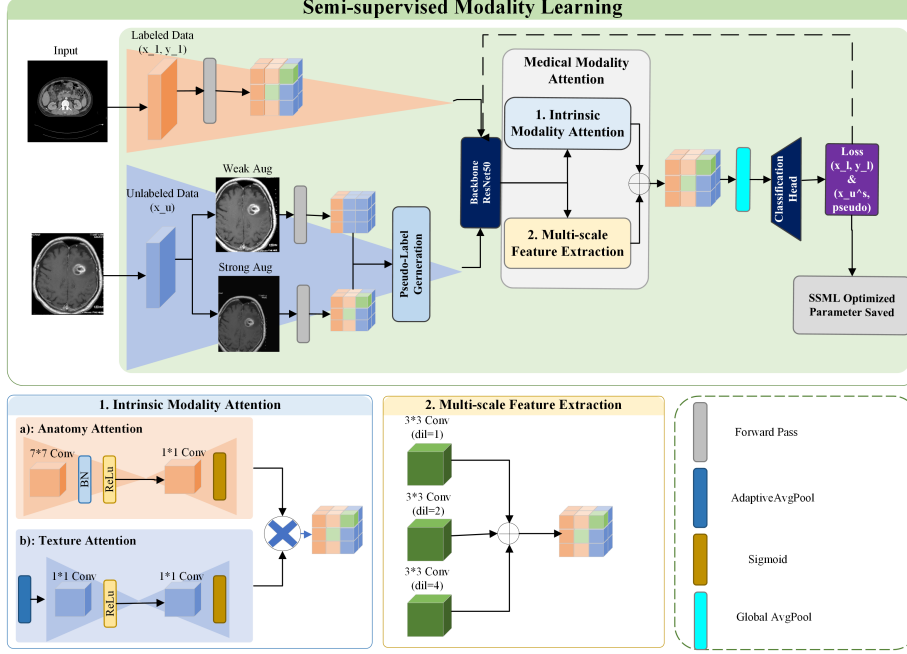 Semi-supervised Modality Learning
Input
Labeled Data
(x_l, y_l)
Unlabeled Data
(x_u)
Weak Aug
Strong Aug
Pseudo-Label
Gerneration
Backbone
ResNet50
Medical Modality
Attention
1. Intrinsic
Modality Attention
2. Multi-scale
Feature Extraction
Classification
Head
Loss
(x_l, y_l)
&
(x_u^s,
pseudo)
SSML Optimized
Parameter Saved
1. Intrinsic Modality Attention
a): Anatomy Attention
7*7 Conv
BN
ReLu
1*1 Conv
b): Texture Attention
1*1 Conv
ReLu
1*1 Conv
2. Multi-scale Feature Extraction
3*3 Conv
(dil=1)
3*3 Conv
(dil=2)
3*3 Conv
(dil=4)
Forward Pass
AdaptiveAvgPool
Sigmoid
Global AvgPool